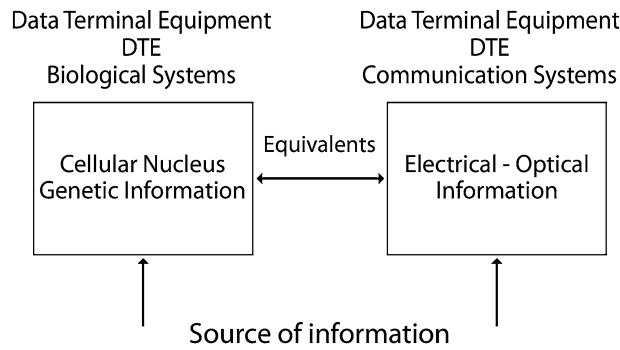 Data Terminal Equipment
DTE
Biological Systems
Data Terminal Equipment
DTE
Communication Systems
Cellular Nucleus
Genetic Information
Equivalents
Electrical - Optical
Information
Source of information